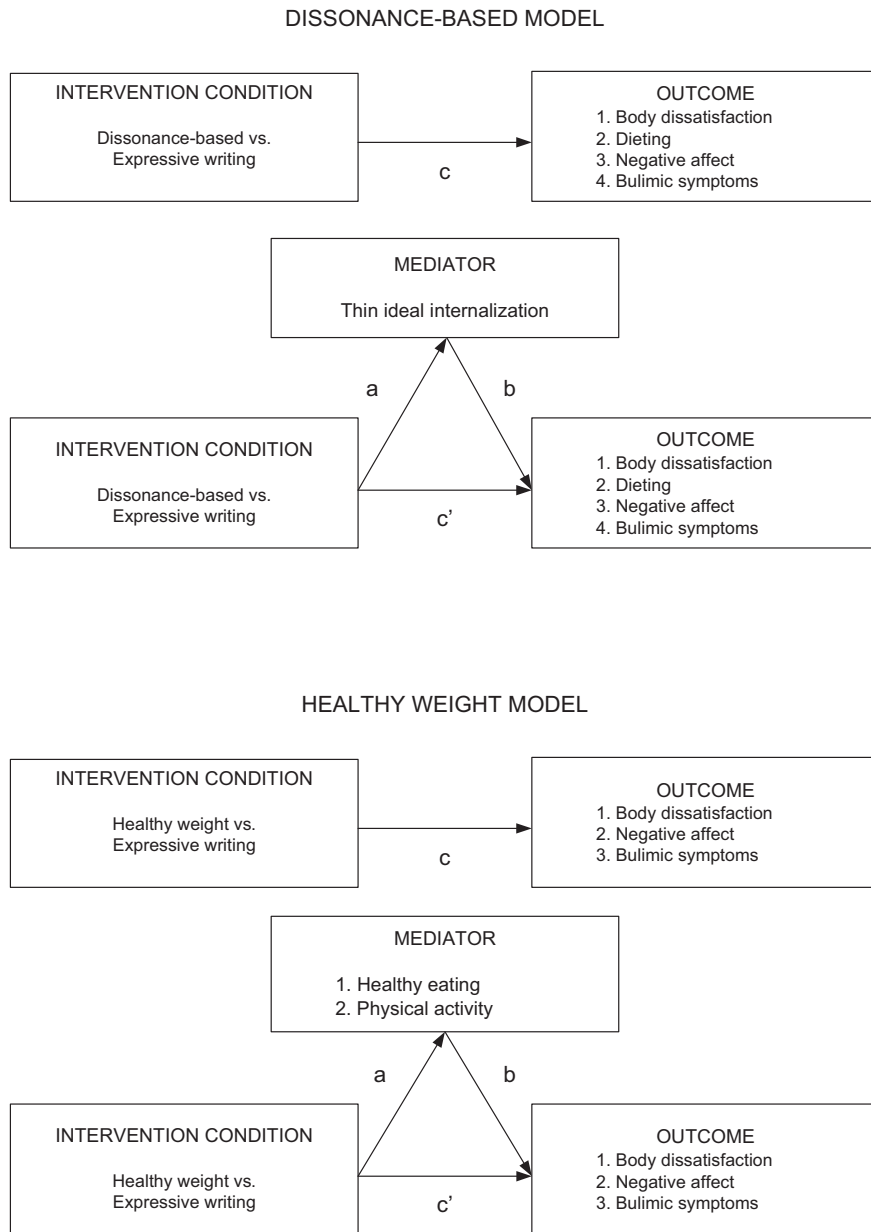 DISSONANCE-BASED MODEL
INTERVENTION CONDITION
Dissonance-based vs.
Expressive writing
c
OUTCOME
1. Body dissatisfaction
2. Dieting
3. Negative affect
4. Bulimic symptoms
MEDIATOR
Thin ideal internalization
a
b
INTERVENTION CONDITION
Dissonance-based vs.
Expressive writing
c’
OUTCOME
1. Body dissatisfaction
2. Dieting
3. Negative affect
4. Bulimic symptoms
HEALTHY WEIGHT MODEL
INTERVENTION CONDITION
Healthy weight vs.
Expressive writing
c
OUTCOME
1. Body dissatisfaction
2. Negative affect
3. Bulimic symptoms
MEDIATOR
1. Healthy eating
2. Physical activity
a
b
INTERVENTION CONDITION
Healthy weight vs.
Expressive writing
c’
OUTCOME
1. Body dissatisfaction
2. Negative affect
3. Bulimic symptoms